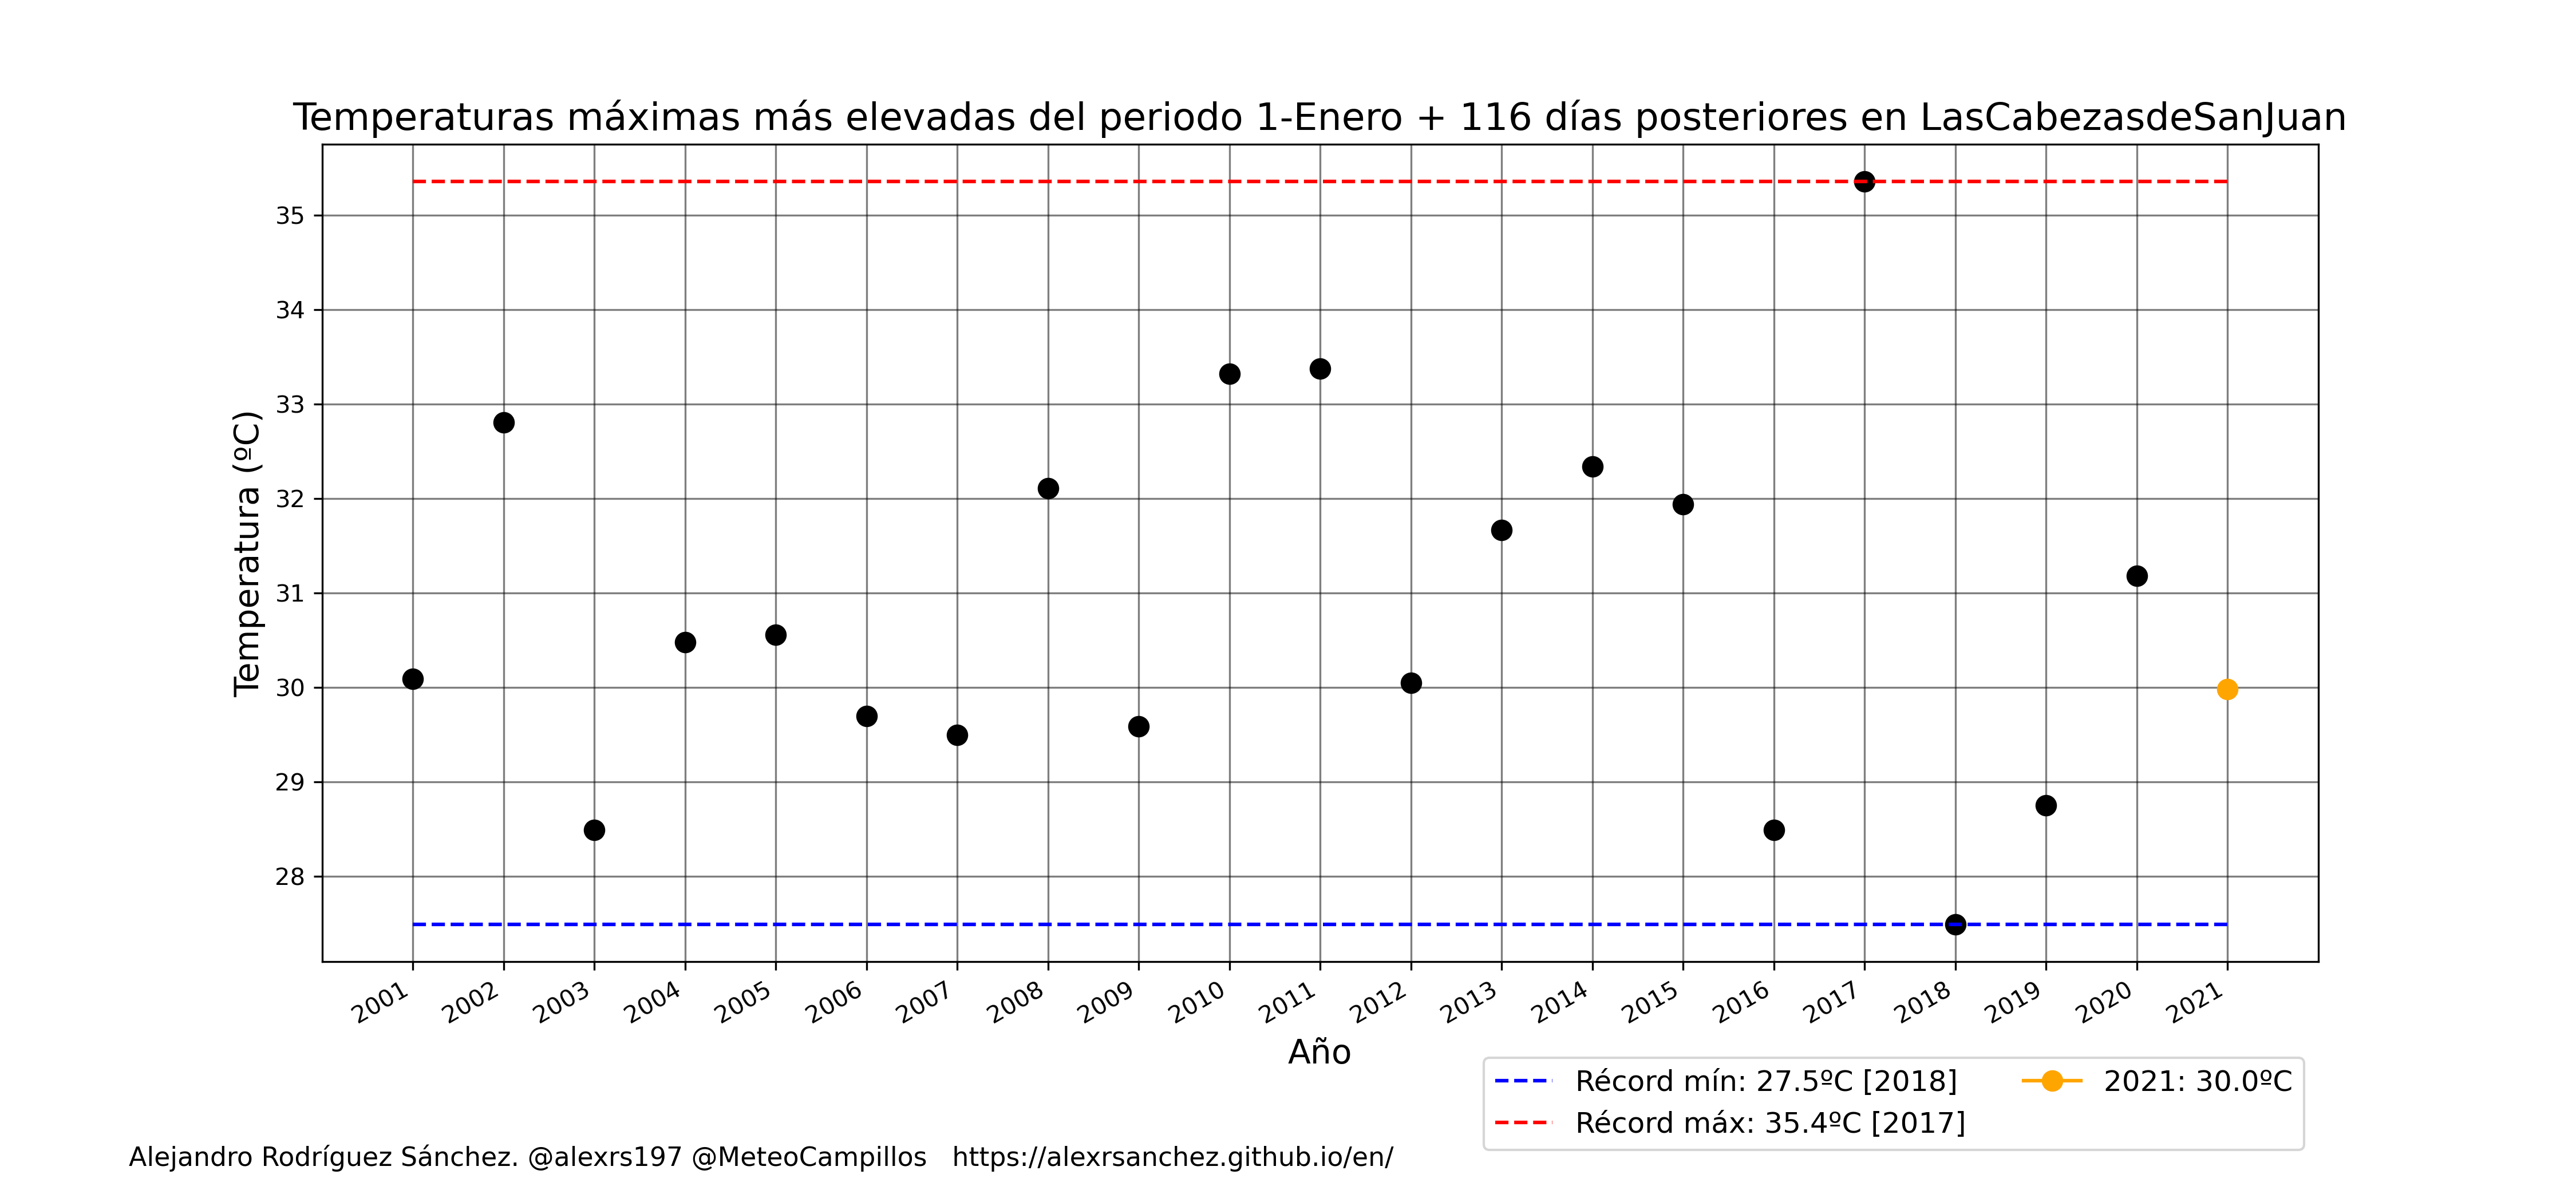 Temperaturas máximas más elevadas del periodo 1-Enero + 116 días posteriores en LasCabezasdeSanJuan
Temperatura (ºC)
35
34
33
32
31
30
29
28
2001 2002 2003 2004 2005 2006 2007 2008 2009 2010 2011 2012 2013 2014 2015 2016 2017 2018 2019 2020 2021
Año
Récord mín: 27.5ºC [2018]
Récord máx: 35.4ºC [2017]
2021: 30.0ºC
Alejandro Rodríguez Sánchez. @alexrs197 @MeteoCampillos https://alexrsanchez.github.io/en/